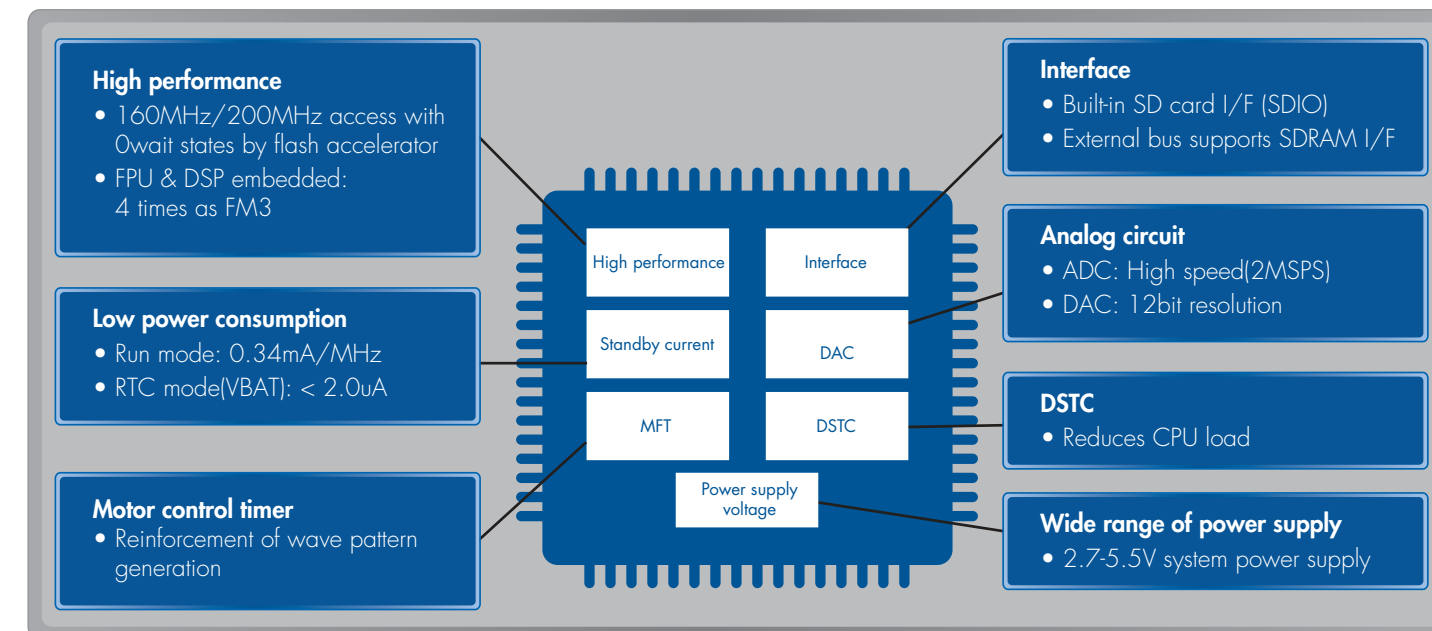 High performance
• 160MHz/200MHz access with
0wait states by flash accelerator
• FPU & DSP embedded:
4 times as FM3
Low power consumption
• Run mode: 0.34mA/MHz
• RTC mode(VBAT): < 2.0uA
Motor control timer
• Reinforcement of wave pattern
generation
High performance
Interface
Standby current
DAC
MFT
DSTC
Power supply
voltage
Interface
• Built-in SD card I/F (SDIO)
• External bus supports SDRAM I/F
Analog circuit
• ADC: High speed(2MSPS)
• DAC: 12bit resolution
DSTC
• Reduces CPU load
Wide range of power supply
• 2.7-5.5V system power supply